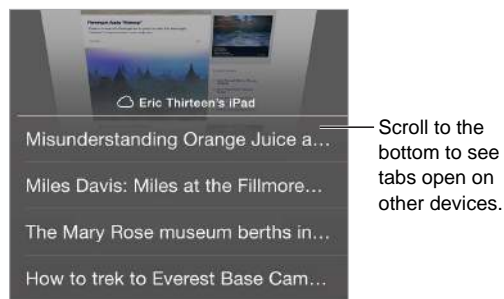 Eric Thirteen's iPad
Misunderstanding Orange Juice a...
Miles Davis: Miles at the Fillmore...
The Mary Rose museum berths in...
How to trek to Everest Base Cam...
Scroll to the
bottom to see
tabs open on
other devices.